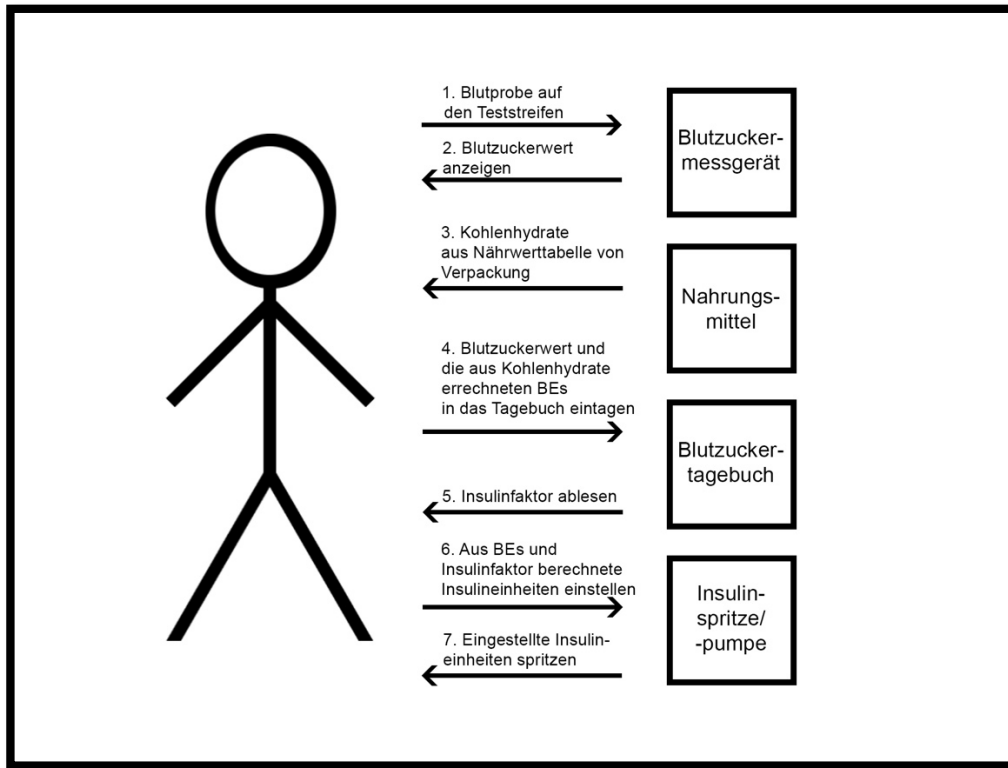 1. Blutprobe auf
den Teststreifen
2. Blutzuckerwert
anzeigen
3. Kohlenhydrate
aus Nährwerttabelle von
Verpackung
4. Blutzuckerwert und
die aus Kohlenhydrate
errechneten BEs
in das Tagebuch eintagen
5. Insulinfaktor ablesen
6. Aus BEs und
Insulinfaktor berechnete
Insulineinheiten einstellen
7. Eingestellte Insulin-
einheiten spritzen
Blutzucker-
messgerät
Nahrungs-
mittel
Blutzucker-
tagebuch
Insulin-
spritze/
-pumpe